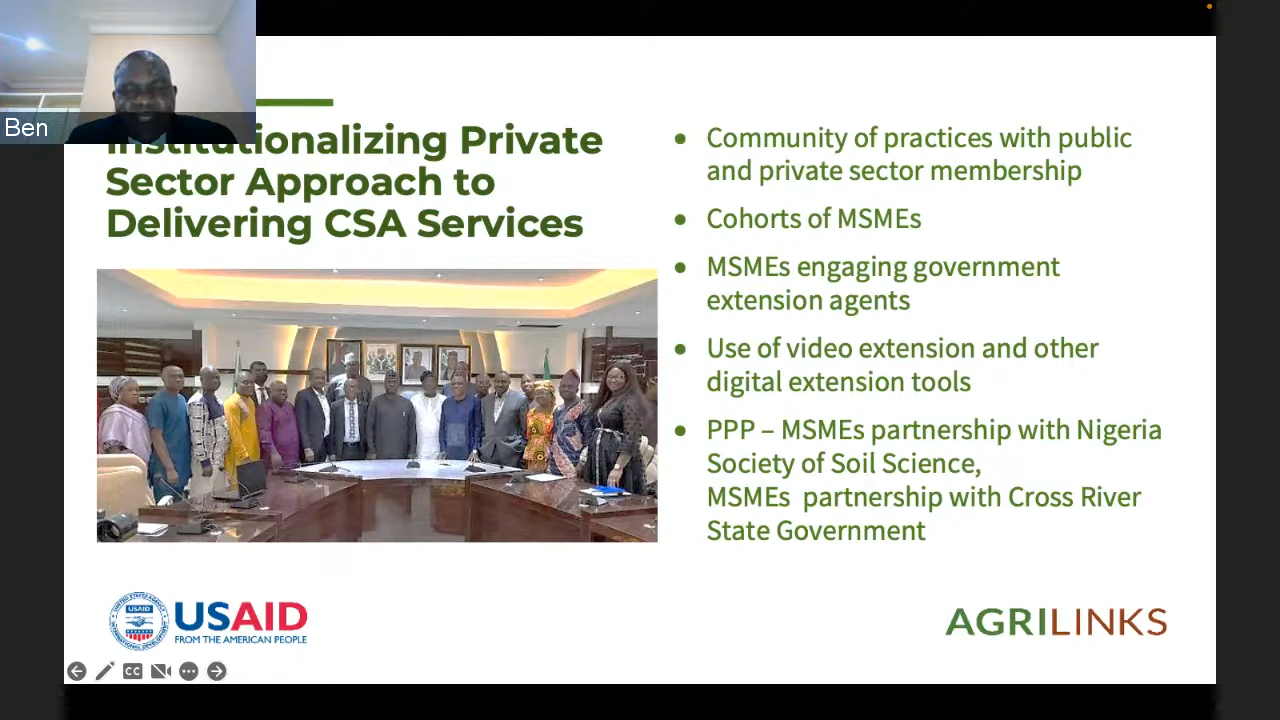 Ben
Institutionalizing Private
Sector Approach to
Delivering CSA Services
• Community of practices with public
and private sector membership
• Cohorts of MSMEs
• MSMEs engaging government
extension agents
• Use of video extension and other
digital extension tools
• PPP – MSMEs partnership with Nigeria
Society of Soil Science,
MSMEs partnership with Cross River
State Government
USAID
USAID
FROM THE AMERICAN PEOPLE
AGRILINKS
CC